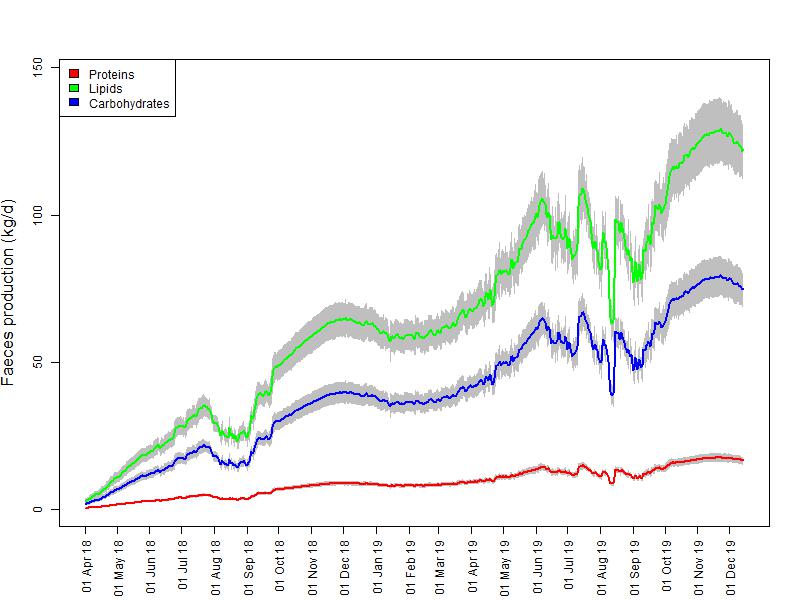 Proteins
Lipids
Carbohydrates
Faeces production (kg/d)
150
100
50
0
01 Apr 18
01 May 18
01 Jun 18
01 Jul 18
01 Aug 18
01 Sep 18
01 Oct 18
01 Nov 18
01 Dec 18
01 Jan 19
01 Feb 19
01 Mar 19
01 Apr 19
01 May 19
01 Jun 19
01 Jul 19
01 Aug 19
01 Sep 19
01 Oct 19
01 Nov 19
01 Dec 19